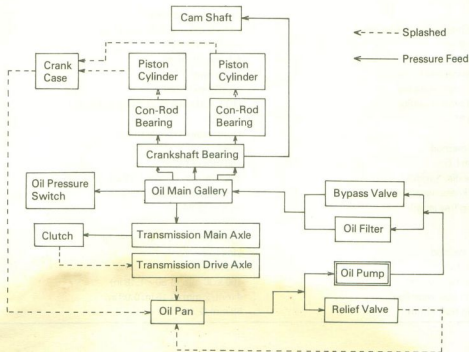 Cam Shaft
Splashed
Pressure Feed
Crank
Case
Piston
Cylinder
Piston
Cylinder
Con-Rod
Bearing
Con-Rod
Bearing
Crankshaft Bearing
Oil Pressure
Switch
Oil Main Gallery
Bypass Valve
Oil Filter
Clutch
Transmission Main Axle
Transmission Drive Axle
Oil Pump
Oil Pan
Relief Valve